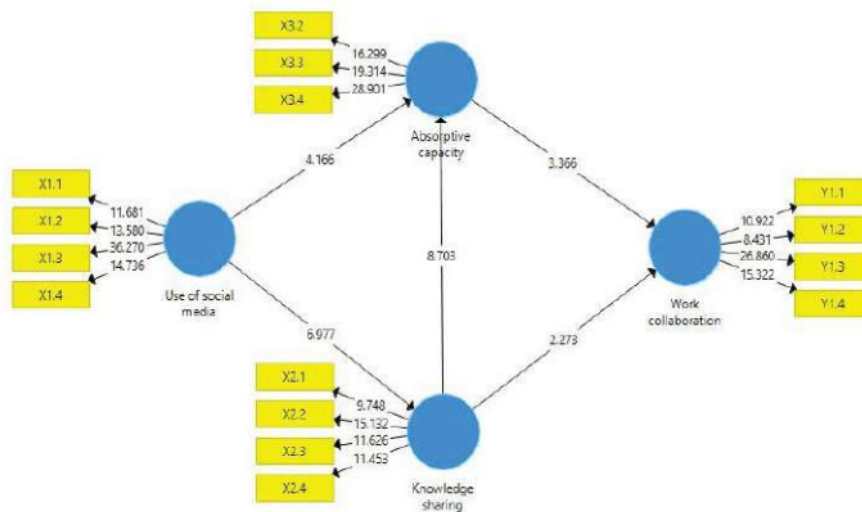 X3.2
X3.3
X3.4
16.299
19.314
28.901
Absorptive
capacity
4.166
3.366
X1.1
X1.2
X1.3
X1.4
11.681
13.580
36.270
14.736
Use of social
media
8.703
Y1.1
Y1.2
Y1.3
Y1.4
10.922
8.431
26.860
15.322
Work
collaboration
6.977
2.273
X2.1
X2.2
X2.3
X2.4
9.748
15.132
11.626
11.453
Knowledge
sharing